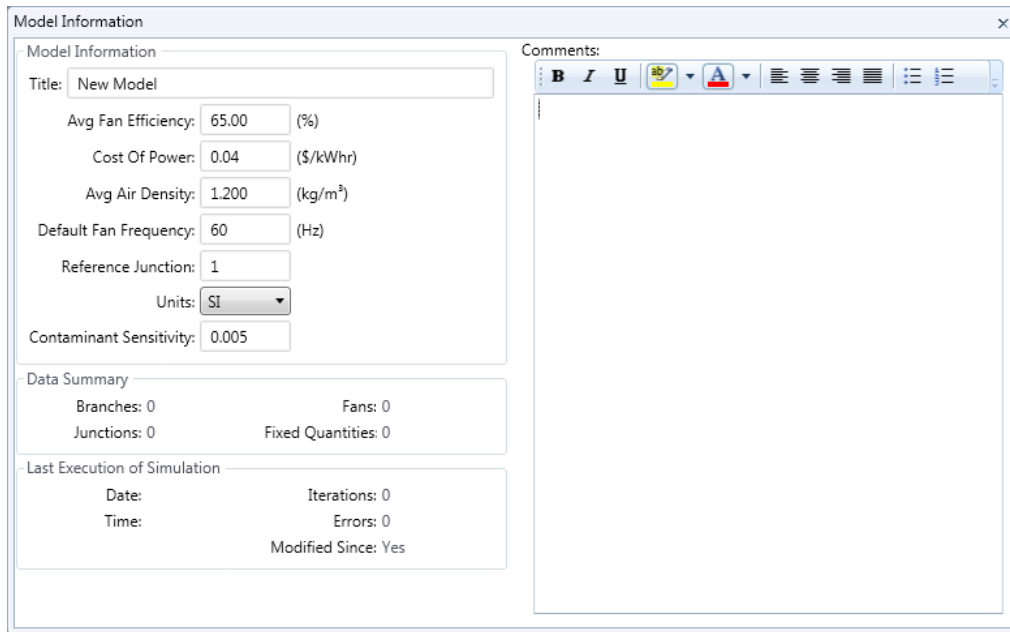 Model Information
Model Information
Title: New Model
Avg Fan Efficiency: 65.00 (%)
Cost Of Power: 0.04 ($/kWhr)
Avg Air Density: 1.200 (kg/m³)
Default Fan Frequency: 60 (Hz)
Reference Junction: 1
Units: SI
Contaminant Sensitivity: 0.005
Data Summary
Branches: 0 Fans: 0
Junctions: 0 Fixed Quantities: 0
Last Execution of Simulation
Date: Iterations: 0
Time: Errors: 0
Modified Since: Yes
Comments:
B I U ab A